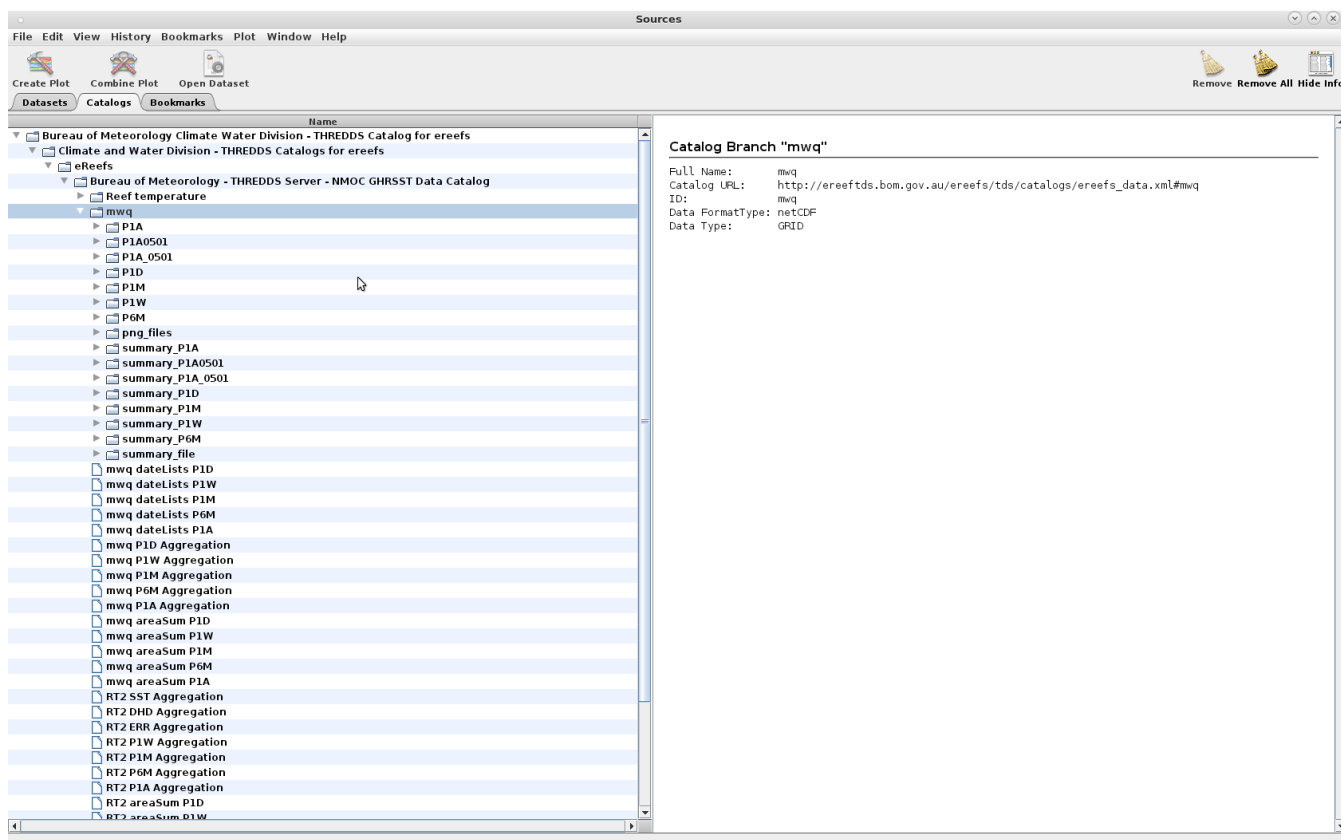 Sources
File Edit View History Bookmarks Plot Window Help
Create Plot Combine Plot Open Dataset Remove Remove All Hide Info
Datasets Catalogs Bookmarks
Name
Bureau of Meteorology Climate Water Division - THREDDS Catalog for ereefs
Climate and Water Division - THREDDS Catalogs for ereefs
eReefs
Bureau of Meteorology - THREDDS Server - NMOC GHRSST Data Catalog
Reef temperature
mwq
P1A
P1A0501
P1A_0501
P1D
P1M
P1W
P6M
png_files
summary_P1A
summary_P1A0501
summary_P1A_0501
summary_P1D
summary_P1M
summary_P1W
summary_P6M
summary_file
mwq dateLists P1D
mwq dateLists P1W
mwq dateLists P1M
mwq dateLists P6M
mwq dateLists P1A
mwq P1D Aggregation
mwq P1W Aggregation
mwq P1M Aggregation
mwq P6M Aggregation
mwq P1A Aggregation
mwq areaSum P1D
mwq areaSum P1W
mwq areaSum P1M
mwq areaSum P6M
mwq areaSum P1A
RT2 SST Aggregation
RT2 DHD Aggregation
RT2 ERR Aggregation
RT2 P1W Aggregation
RT2 P1M Aggregation
RT2 P6M Aggregation
RT2 P1A Aggregation
RT2 areaSum P1D
RT2 areaSum P1W
Catalog Branch "mwq"
Full Name: mwq
Catalog URL: http://ereeftds.bom.gov.au/ereefs/tds/catalogs/ereefs_data.xml#mwq
ID: mwq
Data FormatType: netCDF
Data Type: GRID